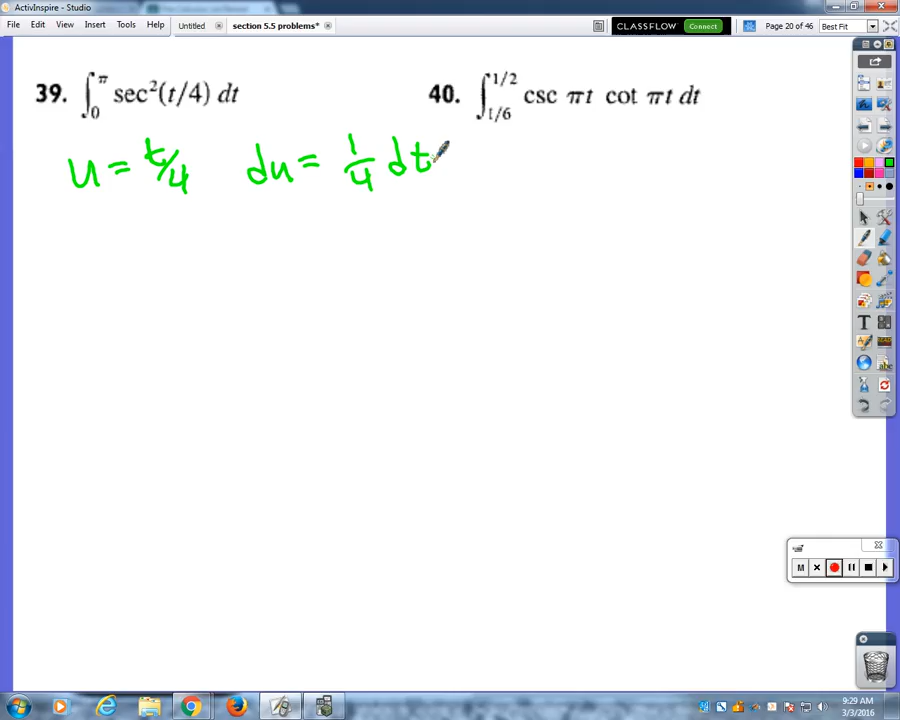 ActivInspire - Studio
File Edit View Insert Tools Help Untitled section 5.5 problems* CLASSFLOW Connect Page 20 of 46 Best Fit
39. ∫₀^π sec²(t/4) dt
40. ∫_{1/6}^{1/2} csc πt cot πt dt
u = t/4 du = 1/4 dt
M
9:29 AM
3/3/2016